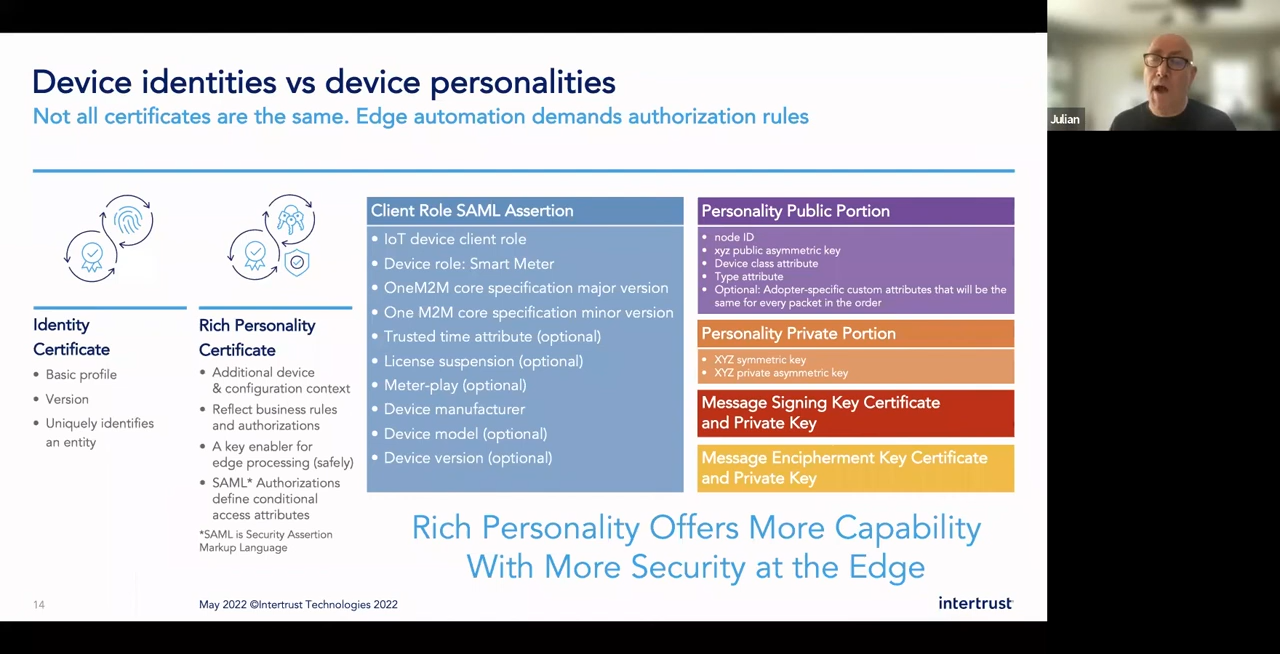 Device identities vs device personalities
Not all certificates are the same. Edge automation demands authorization rules
Julian
Identity
Certificate
• Basic profile
• Version
• Uniquely identifies
an entity
Rich Personality
Certificate
• Additional device
& configuration context
• Reflect business rules
and authorizations
• A key enabler for
edge processing (safely)
• SAML* Authorizations
define conditional
access attributes
*SAML is Security Assertion
Markup Language
Client Role SAML Assertion
• IoT device client role
• Device role: Smart Meter
• OneM2M core specification major version
• One M2M core specification minor version
• Trusted time attribute (optional)
• License suspension (optional)
• Meter-play (optional)
• Device manufacturer
• Device model (optional)
• Device version (optional)
Personality Public Portion
• node ID
• xyz public asymmetric key
• Device class attribute
• Type attribute
• Optional: Adopter-specific custom attributes that will be the
same for every packet in the order
Personality Private Portion
• XYZ symmetric key
• XYZ private asymmetric key
Message Signing Key Certificate
and Private Key
Message Encipherment Key Certificate
and Private Key
Rich Personality Offers More Capability
With More Security at the Edge
14
May 2022 ©Intertrust Technologies 2022
intertrust